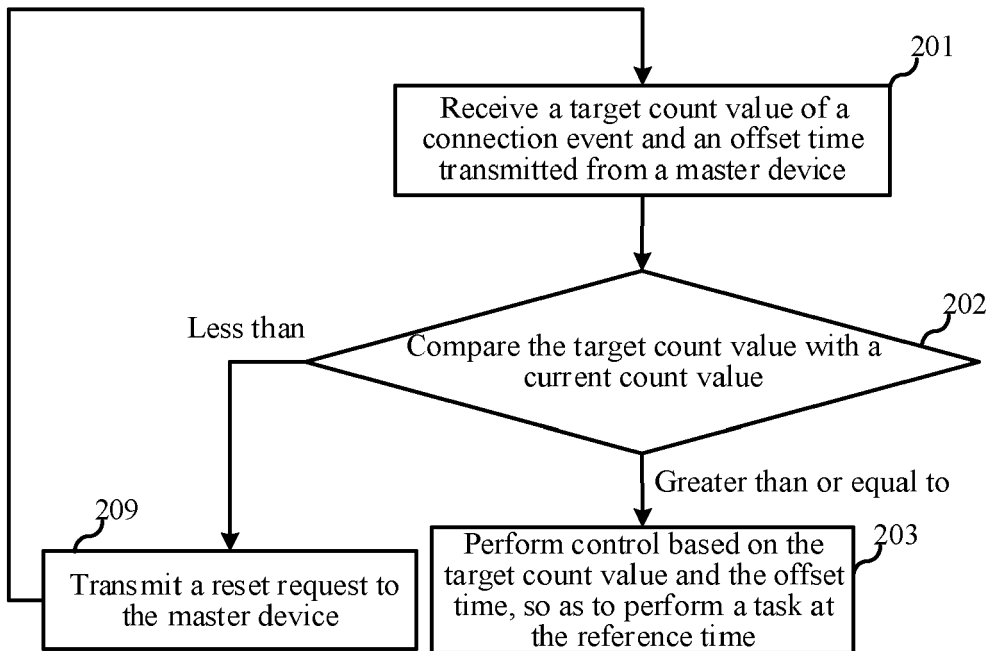 201
Receive a target count value of a
connection event and an offset time
transmitted from a master device
202
Less than
Compare the target count value with a
current count value
Greater than or equal to
209
Transmit a reset request to
the master device
203
Perform control based on the
target count value and the offset
time, so as to perform a task at
the reference time